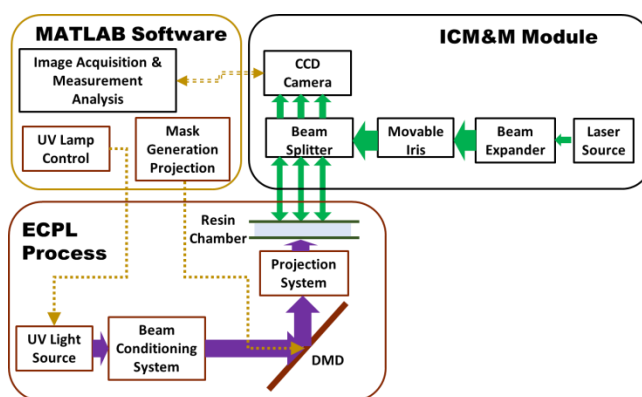 MATLAB Software
Image Acquisition &
Measurement
Analysis
UV Lamp
Control
Mask
Generation
Projection
ICM&M Module
CCD
Camera
Beam
Splitter
Movable
Iris
Beam
Expander
Laser
Source
ECPL
Process
Resin
Chamber
Projection
System
UV Light
Source
Beam
Conditioning
System
DMD